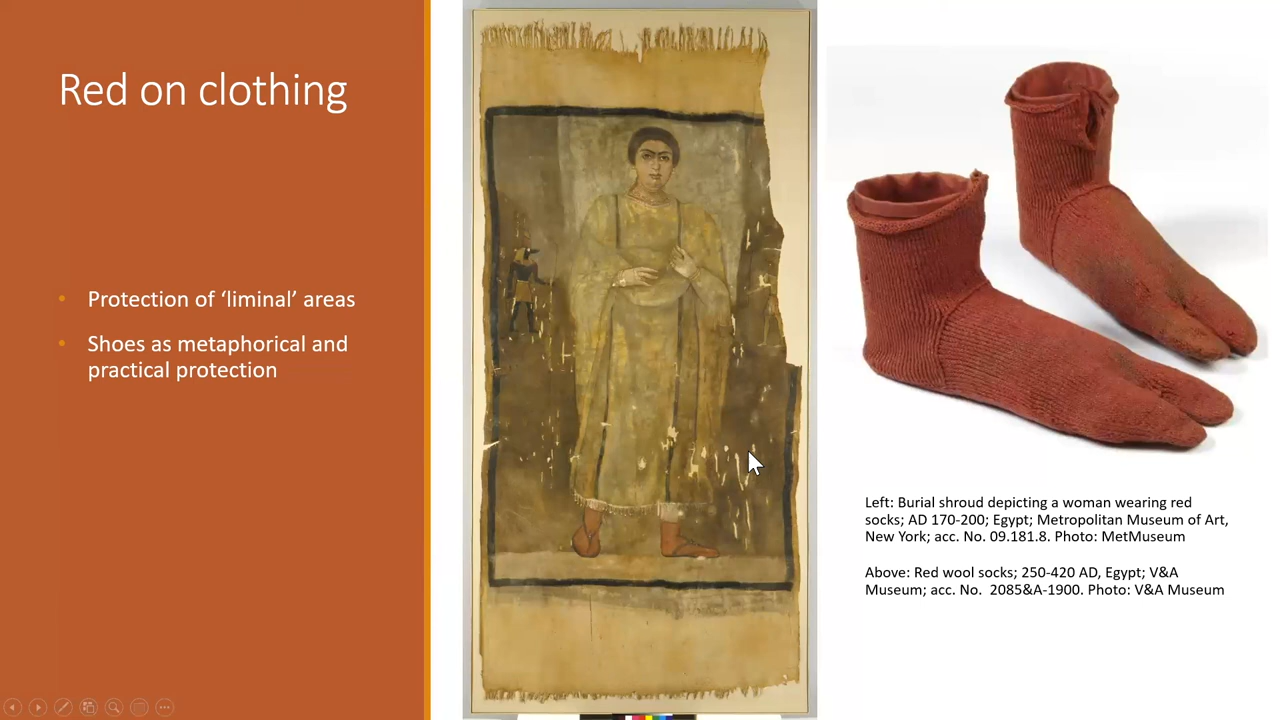 Red on clothing
• Protection of ‘liminal’ areas
• Shoes as metaphorical and
practical protection
Left: Burial shroud depicting a woman wearing red
socks; AD 170-200; Egypt; Metropolitan Museum of Art,
New York; acc. No. 09.181.8. Photo: MetMuseum
Above: Red wool socks; 250-420 AD, Egypt; V&A
Museum; acc. No.  2085&A-1900. Photo: V&A Museum